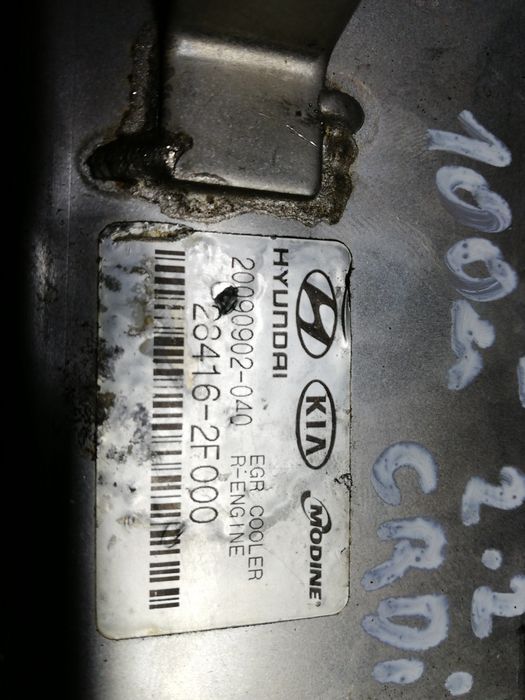 HYUNDAI
KIA
MODINE
20090902-040
EGR COOLER
R-ENGINE
28416-2F000
2.2
CRDi